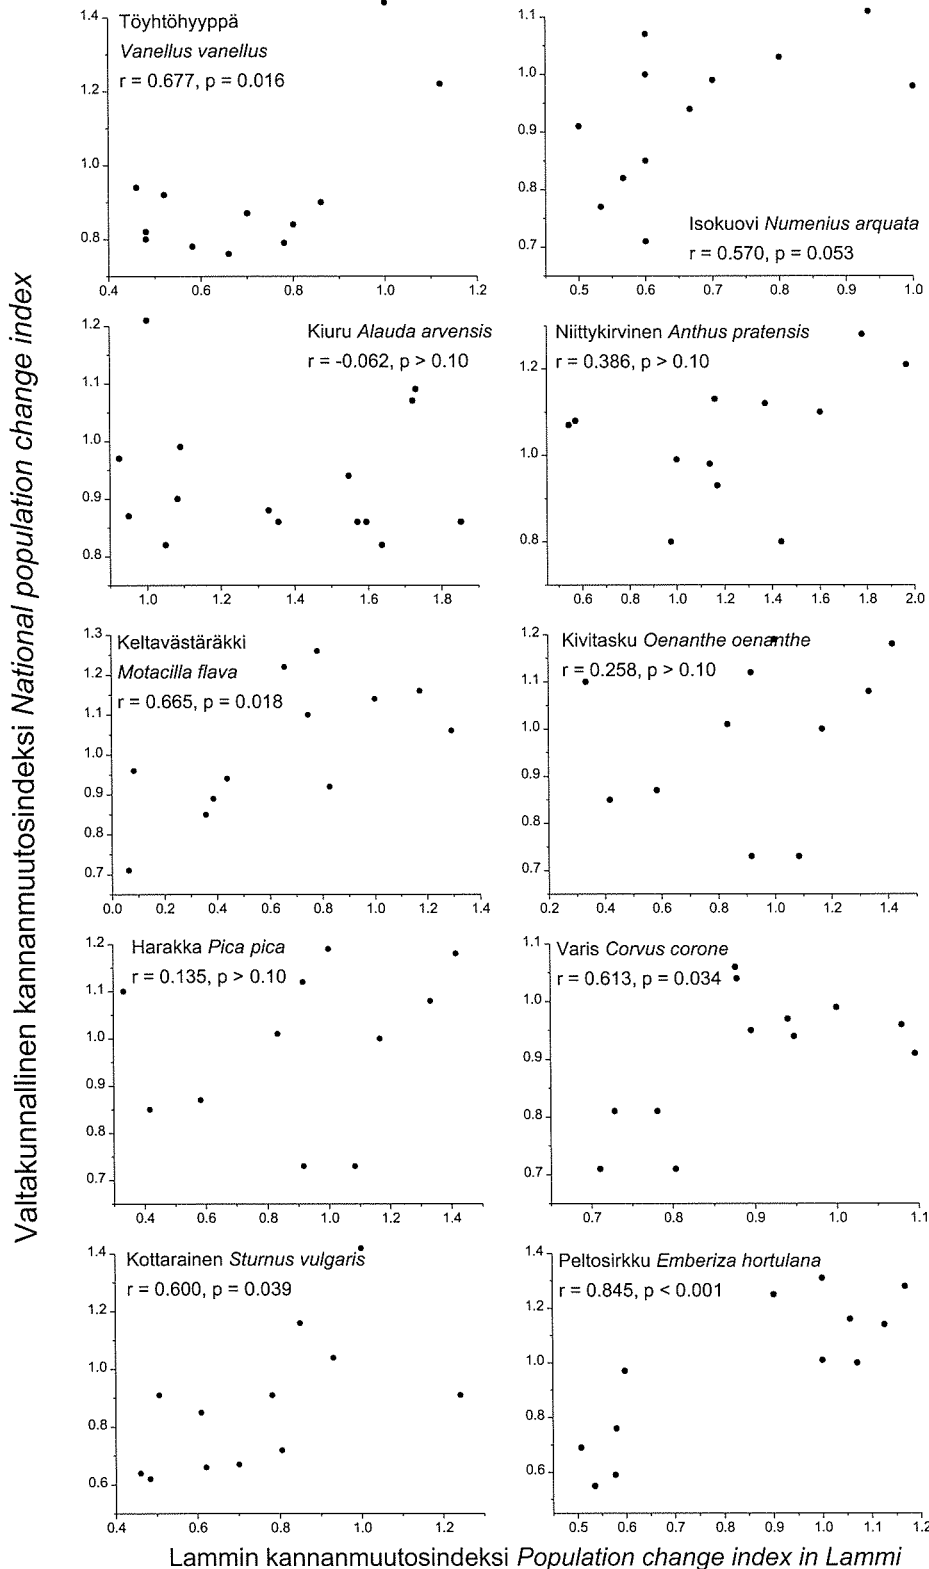 Valtakunnallinen kannanmuutosindeksi National population change index
1.4
1.2
1.0
0.8
Töyhtöhyyppä
Vanellus vanellus
r = 0.677, p = 0.016
0.4 0.6 0.8 1.0 1.2
1.1
1.0
0.9
0.8
0.7
Isokuovi Numenius arquata
r = 0.570, p = 0.053
0.5 0.6 0.7 0.8 0.9 1.0
1.2
1.1
1.0
0.9
0.8
Kiuru Alauda arvensis
r = -0.062, p > 0.10
1.0 1.2 1.4 1.6 1.8
1.2
1.0
0.8
Niittykirvinen Anthus pratensis
r = 0.386, p > 0.10
0.6 0.8 1.0 1.2 1.4 1.6 1.8 2.0
1.3
1.2
1.1
1.0
0.9
0.8
0.7
Keltavästäräkki
Motacilla flava
r = 0.665, p = 0.018
0.0 0.2 0.4 0.6 0.8 1.0 1.2 1.4
1.2
1.1
1.0
0.9
0.8
0.7
Kivitasku Oenanthe oenanthe
r = 0.258, p > 0.10
0.2 0.4 0.6 0.8 1.0 1.2 1.4
1.2
1.1
1.0
0.9
0.8
0.7
Harakka Pica pica
r = 0.135, p > 0.10
0.4 0.6 0.8 1.0 1.2 1.4
1.1
1.0
0.9
0.8
0.7
Varis Corvus corone
r = 0.613, p = 0.034
0.7 0.8 0.9 1.0 1.1
1.4
1.2
1.0
0.8
0.6
Kottarainen Sturnus vulgaris
r = 0.600, p = 0.039
0.4 0.6 0.8 1.0 1.2
1.4
1.2
1.0
0.8
0.6
Peltosirkku Emberiza hortulana
r = 0.845, p < 0.001
0.5 0.6 0.7 0.8 0.9 1.0 1.1 1.2
Lammin kannanmuutosindeksi Population change index in Lammi